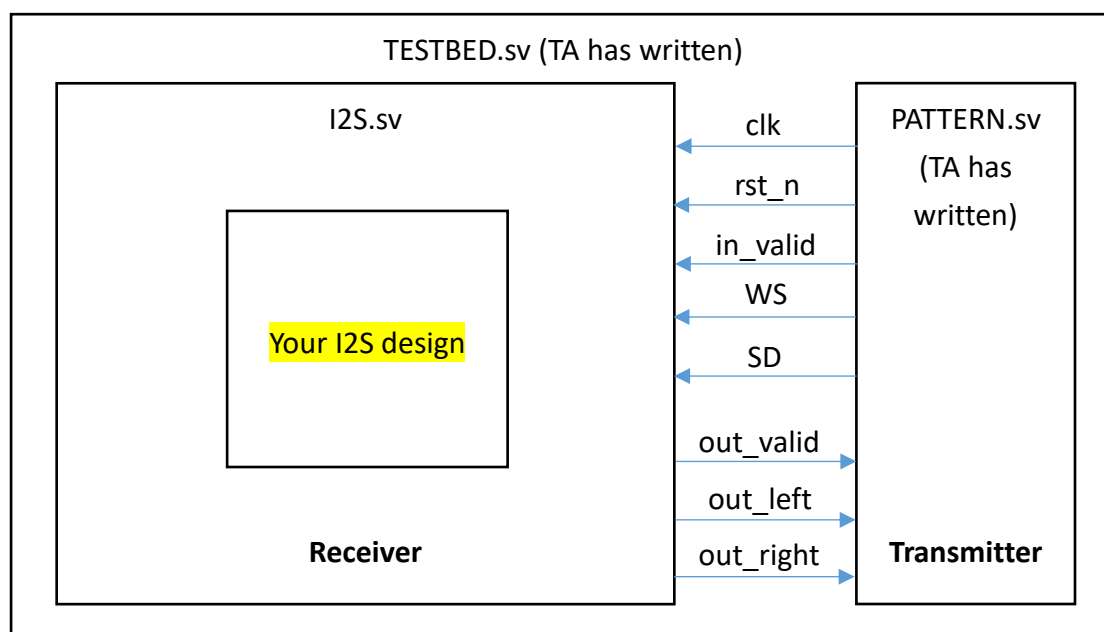 TESTBED.sv (TA has written)
I2S.sv
Your I2S design
Receiver
clk
rst_n
in_valid
WS
SD
out_valid
out_left
out_right
PATTERN.sv
(TA has
written)
Transmitter